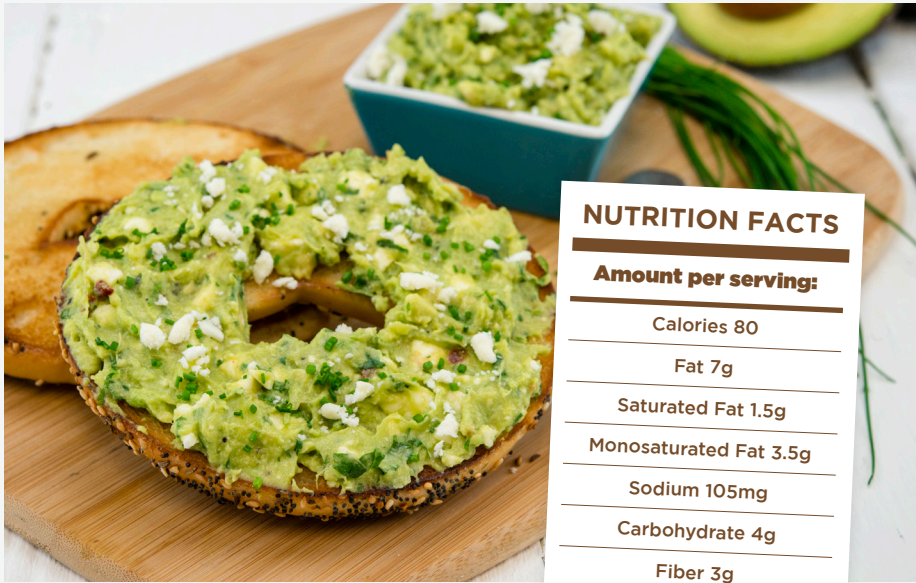 NUTRITION FACTS
Amount per serving:
Calories 80
Fat 7g
Saturated Fat 1.5g
Monosaturated Fat 3.5g
Sodium 105mg
Carbohydrate 4g
Fiber 3g